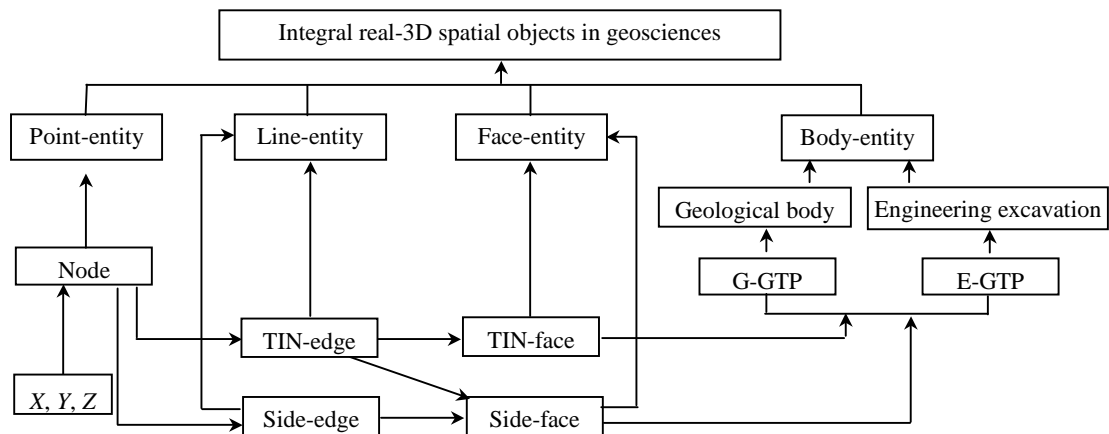 Integral real-3D spatial objects in geosciences
Point-entity
Line-entity
Face-entity
Body-entity
Geological body
Engineering excavation
Node
G-GTP
E-GTP
TIN-edge
TIN-face
X, Y, Z
Side-edge
Side-face